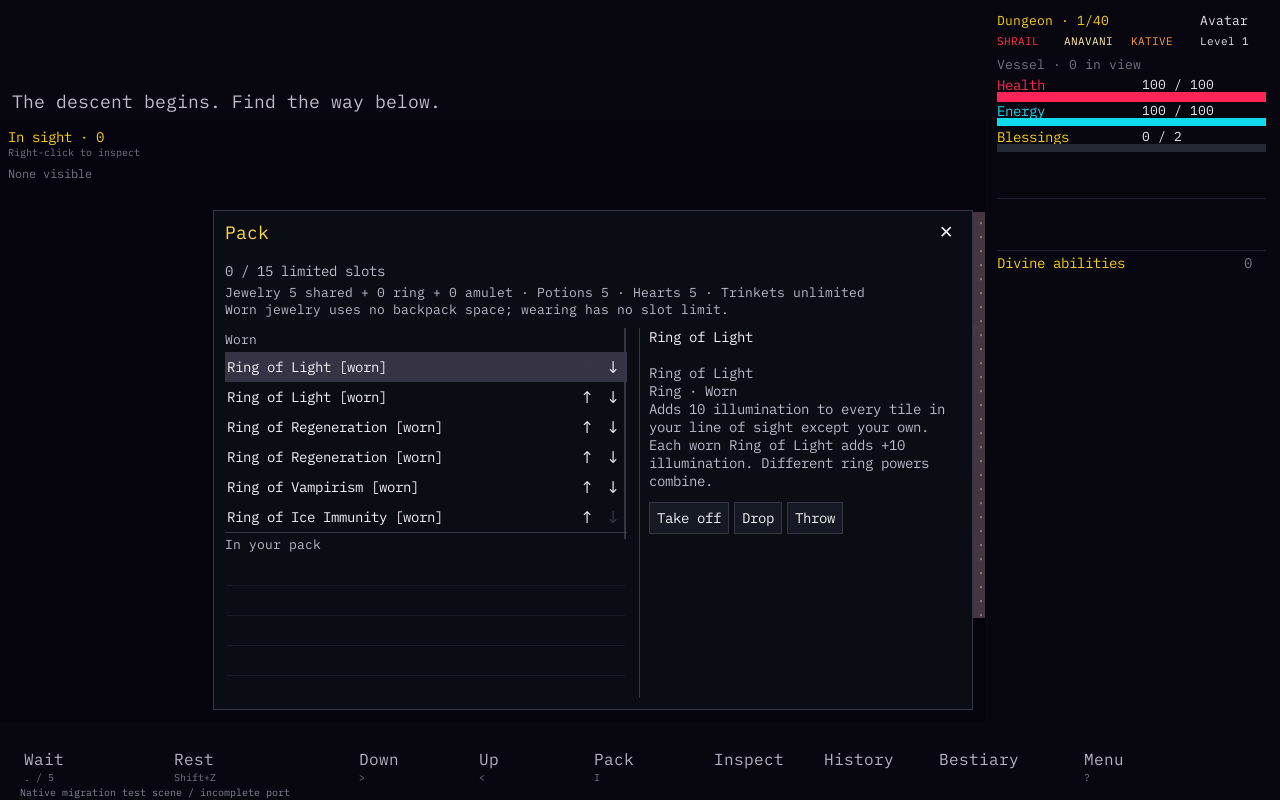 Dungeon · 1/40 Avatar
SHRAIL ANAVANI KATIVE Level 1
Vessel · 0 in view
Health 100 / 100
Energy 100 / 100
Blessings 0 / 2
Divine abilities 0
The descent begins. Find the way below.
In sight · 0
Right-click to inspect
None visible
Pack ✕
0 / 15 limited slots
Jewelry 5 shared + 0 ring + 0 amulet · Potions 5 · Hearts 5 · Trinkets unlimited
Worn jewelry uses no backpack space; wearing has no slot limit.
Worn
Ring of Light [worn] ↓
Ring of Light [worn] ↑ ↓
Ring of Regeneration [worn] ↑ ↓
Ring of Regeneration [worn] ↑ ↓
Ring of Vampirism [worn] ↑ ↓
Ring of Ice Immunity [worn] ↑ ↓
In your pack
Ring of Light
Ring of Light
Ring · Worn
Adds 10 illumination to every tile in
your line of sight except your own.
Each worn Ring of Light adds +10
illumination. Different ring powers
combine.
Take off Drop Throw
Wait Rest Down Up Pack Inspect History Bestiary Menu
. / 5 Shift+Z > < I ?
Native migration test scene / incomplete port